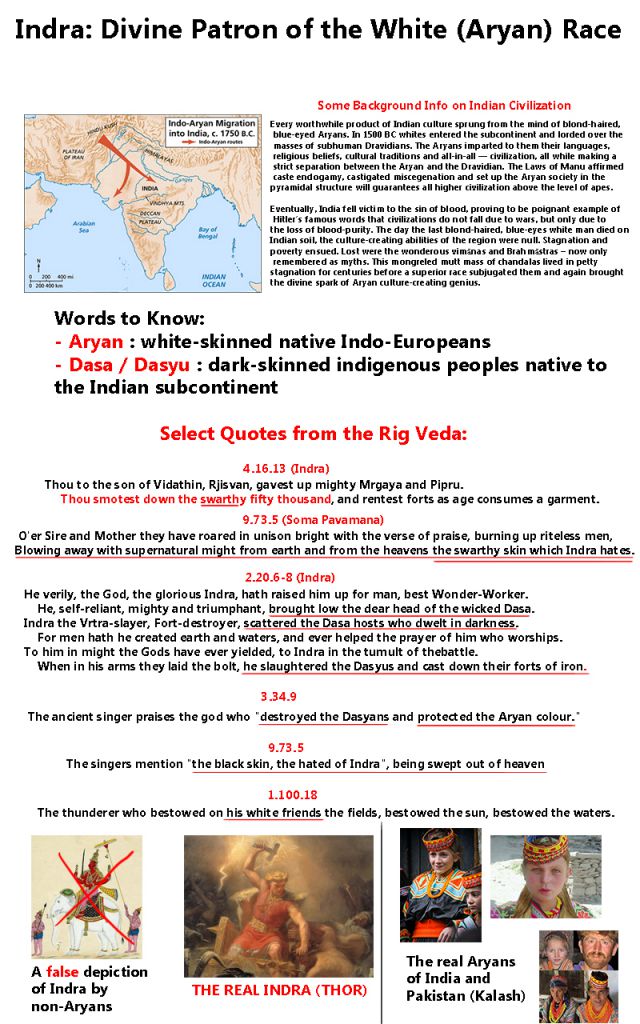 Indra: Divine Patron of the White (Aryan) Race
Some Background Info on Indian Civilization
Indo-Aryan Migration
into India, c. 1750 B.C.
Indo-Aryan routes
HINDU KUSH
PLATEAU
OF IRAN
HIMALAYAS
Ganges
INDIA
VINDHYA MTS.
DECCAN
PLATEAU
Arabian
Sea
Bay of
Bengal
INDIAN
OCEAN
N
S
0 200 400 mi
0 200 400 km
Every worthwhile product of Indian culture sprung from the mind of blond-haired,
blue-eyed Aryans. In 1500 BC whites entered the subcontinent and lorded over the
masses of subhuman Dravidians. The Aryans imparted to them their languages,
religious beliefs, cultural traditions and all-in-all — civilization, all while making a
strict separation between the Aryan and the Dravidian. The Laws of Manu affirmed
caste endogamy, castigated miscegenation and set up the Aryan society in the
pyramidal structure will guarantees all higher civilization above the level of apes.
Eventually, India fell victim to the sin of blood, proving to be poignant example of
Hitler's famous words that civilizations do not fall due to wars, but only due to
the loss of blood-purity. The day the last blond-haired, blue-eyes white man died on
Indian soil, the culture-creating abilities of the region were null. Stagnation and
poverty ensued. Lost were the wonderous vimanas and Brahmastras – now only
remembered as myths. This mongreled mutt mass of chandalas lived in petty
stagnation for centuries before a superior race subjugated them and again brought
the divine spark of Aryan culture-creating genius.
Words to Know:
- Aryan : white-skinned native Indo-Europeans
- Dasa / Dasyu : dark-skinned indigenous peoples native to
the Indian subcontinent
Select Quotes from the Rig Veda:
4.16.13 (Indra)
Thou to the son of Vidathin, Rjisvan, gavest up mighty Mrgaya and Pipru.
Thou smotest down the swarthy fifty thousand, and rentest forts as age consumes a garment.
9.73.5 (Soma Pavamana)
O'er Sire and Mother they have roared in unison bright with the verse of praise, burning up riteless men,
Blowing away with supernatural might from earth and from the heavens the swarthy skin which Indra hates.
2.20.6-8 (Indra)
He verily, the God, the glorious Indra, hath raised him up for man, best Wonder-Worker.
He, self-reliant, mighty and triumphant, brought low the dear head of the wicked Dasa.
Indra the Vrtra-slayer, Fort-destroyer, scattered the Dasa hosts who dwelt in darkness.
For men hath he created earth and waters, and ever helped the prayer of him who worships.
To him in might the Gods have ever yielded, to Indra in the tumult of thebattle.
When in his arms they laid the bolt, he slaughtered the Dasyus and cast down their forts of iron.
3.34.9
The ancient singer praises the god who "destroyed the Dasyans and protected the Aryan colour."
9.73.5
The singers mention "the black skin, the hated of Indra", being swept out of heaven
1.100.18
The thunderer who bestowed on his white friends the fields, bestowed the sun, bestowed the waters.
A false depiction
of Indra by
non-Aryans
THE REAL INDRA (THOR)
The real Aryans
of India and
Pakistan (Kalash)